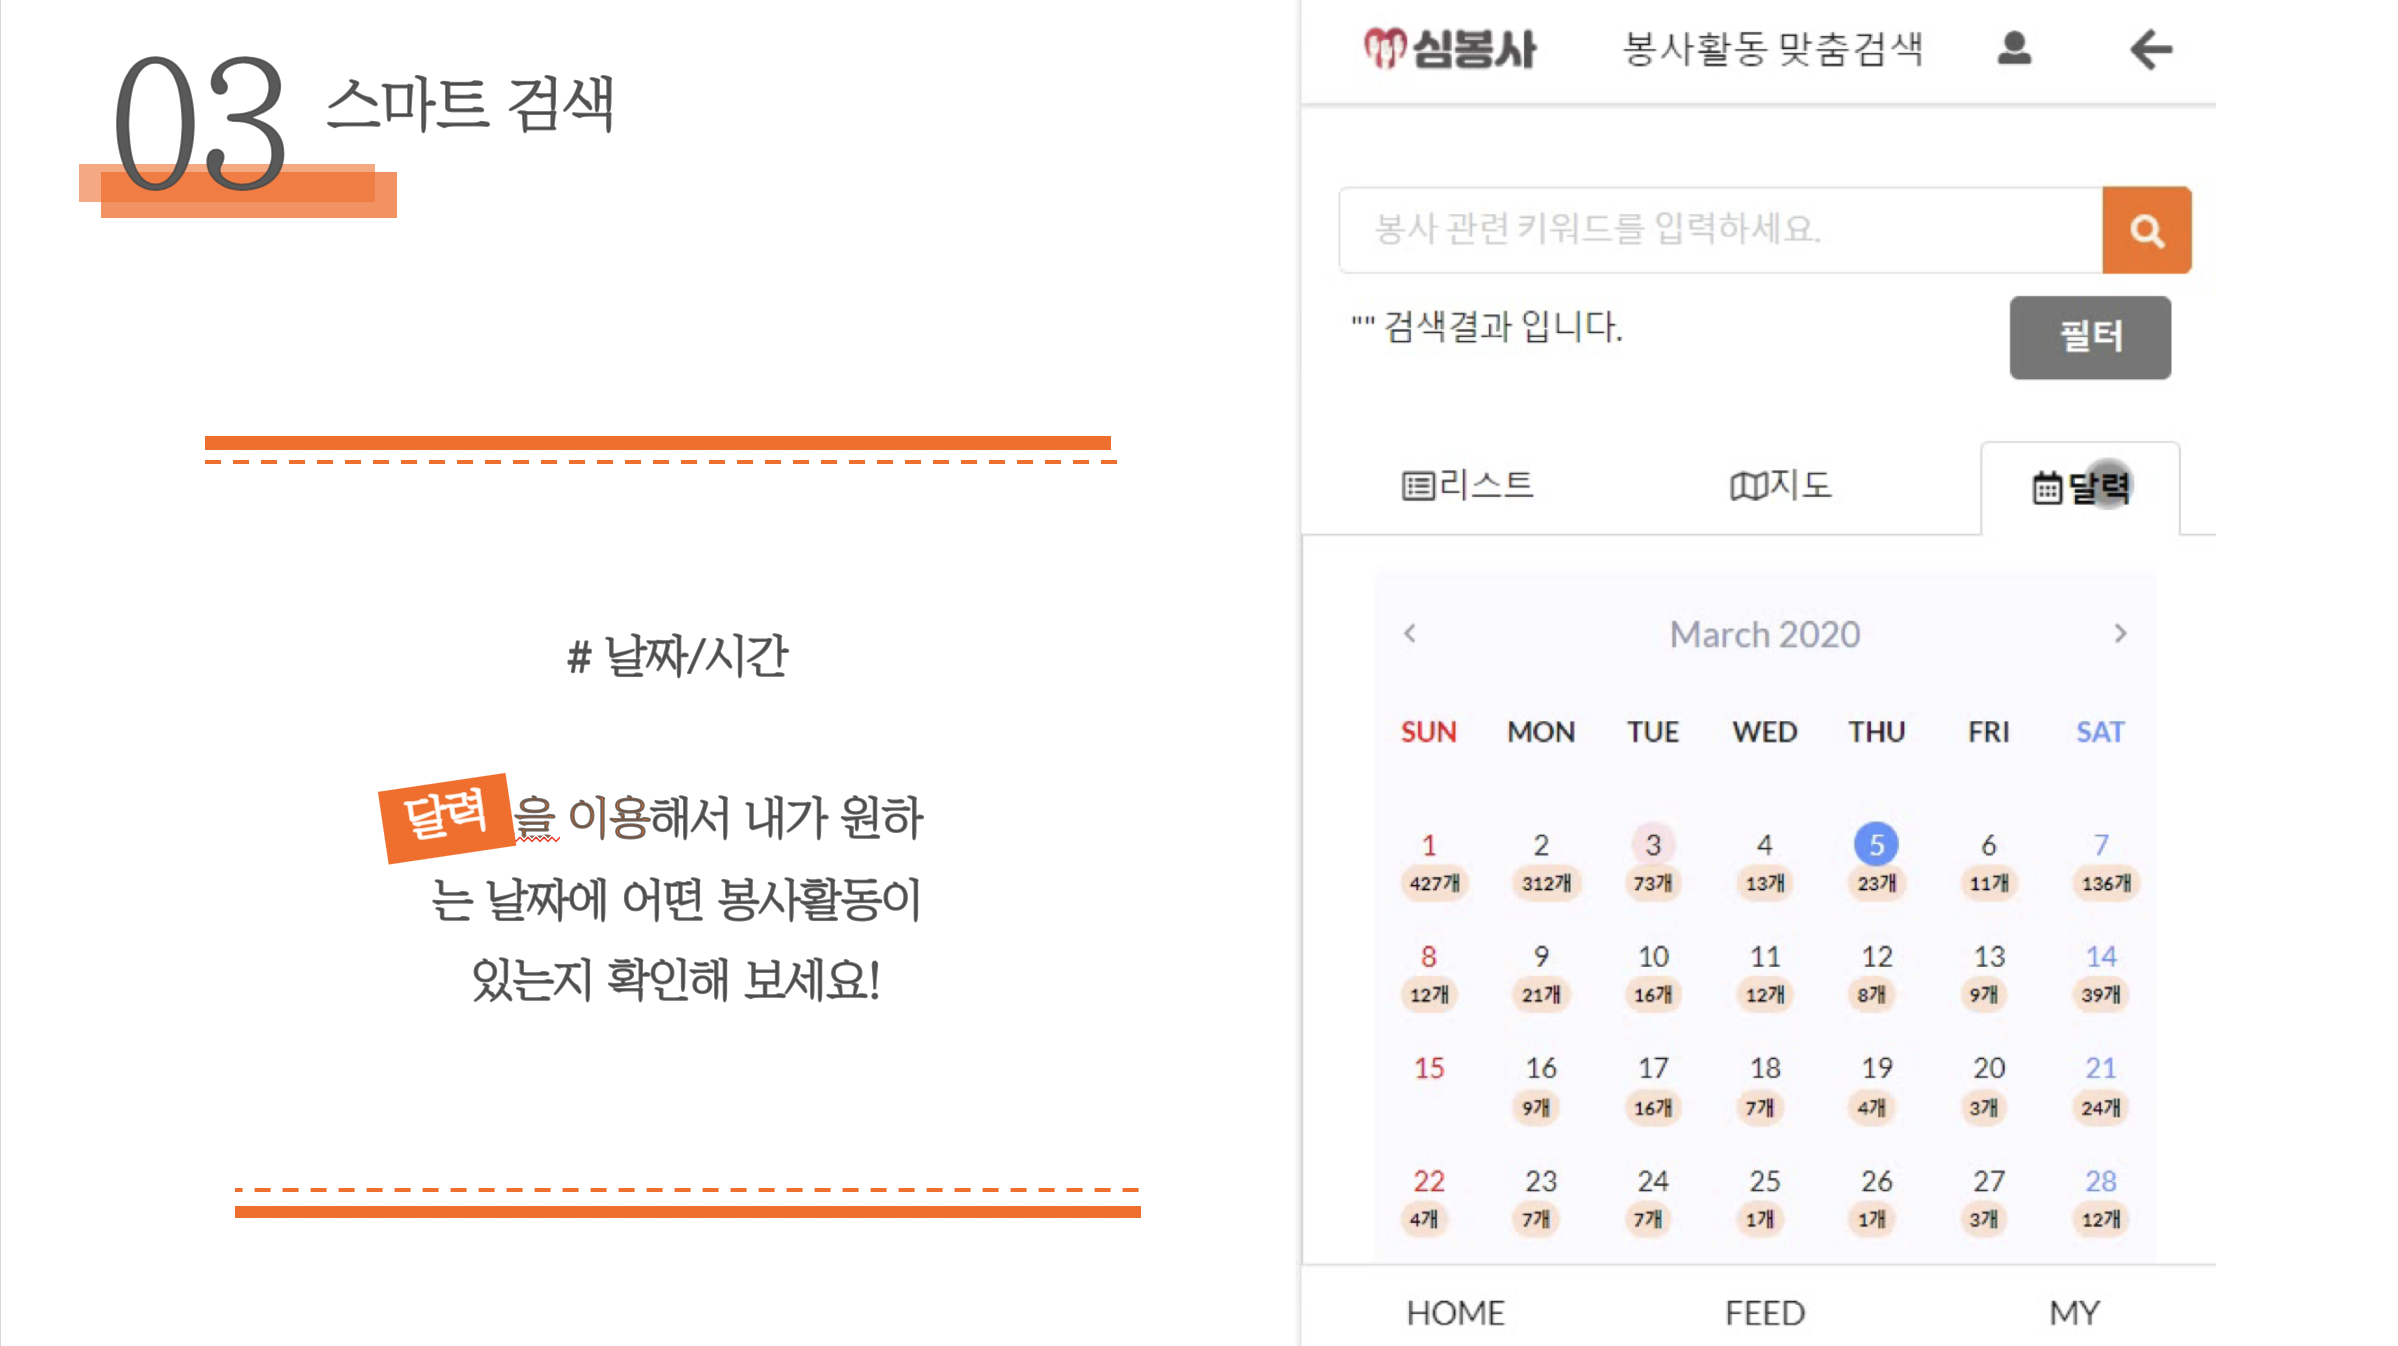 03 스마트 검색
# 날짜/시간
달력을 이용해서 내가 원하
는 날짜에 어떤 봉사활동이
있는지 확인해 보세요!
심봉사 봉사활동 맞춤검색
봉사 관련 키워드를 입력하세요.
"" 검색결과 입니다.
필터
리스트 지도 달력
March 2020
SUN MON TUE WED THU FRI SAT
1 2 3 4 5 6 7
427개 312개 73개 13개 23개 11개 136개
8 9 10 11 12 13 14
12개 21개 16개 12개 8개 9개 39개
15 16 17 18 19 20 21
9개 16개 7개 4개 3개 24개
22 23 24 25 26 27 28
4개 7개 7개 1개 1개 3개 12개
HOME FEED MY